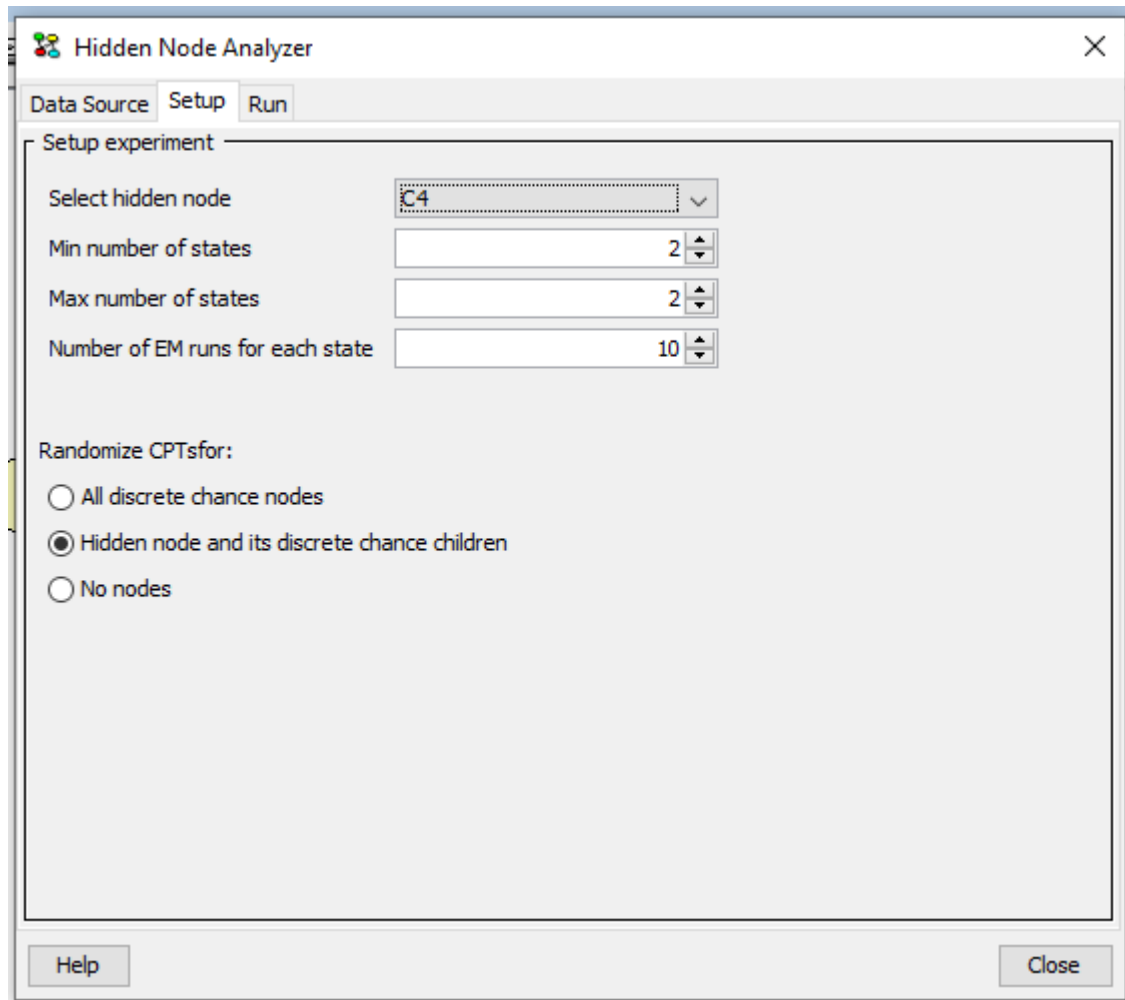 Hidden Node Analyzer
Data Source Setup Run
Setup experiment
Select hidden node C4
Min number of states 2
Max number of states 2
Number of EM runs for each state 10
Randomize CPTsfor:
All discrete chance nodes
Hidden node and its discrete chance children
No nodes
Help Close